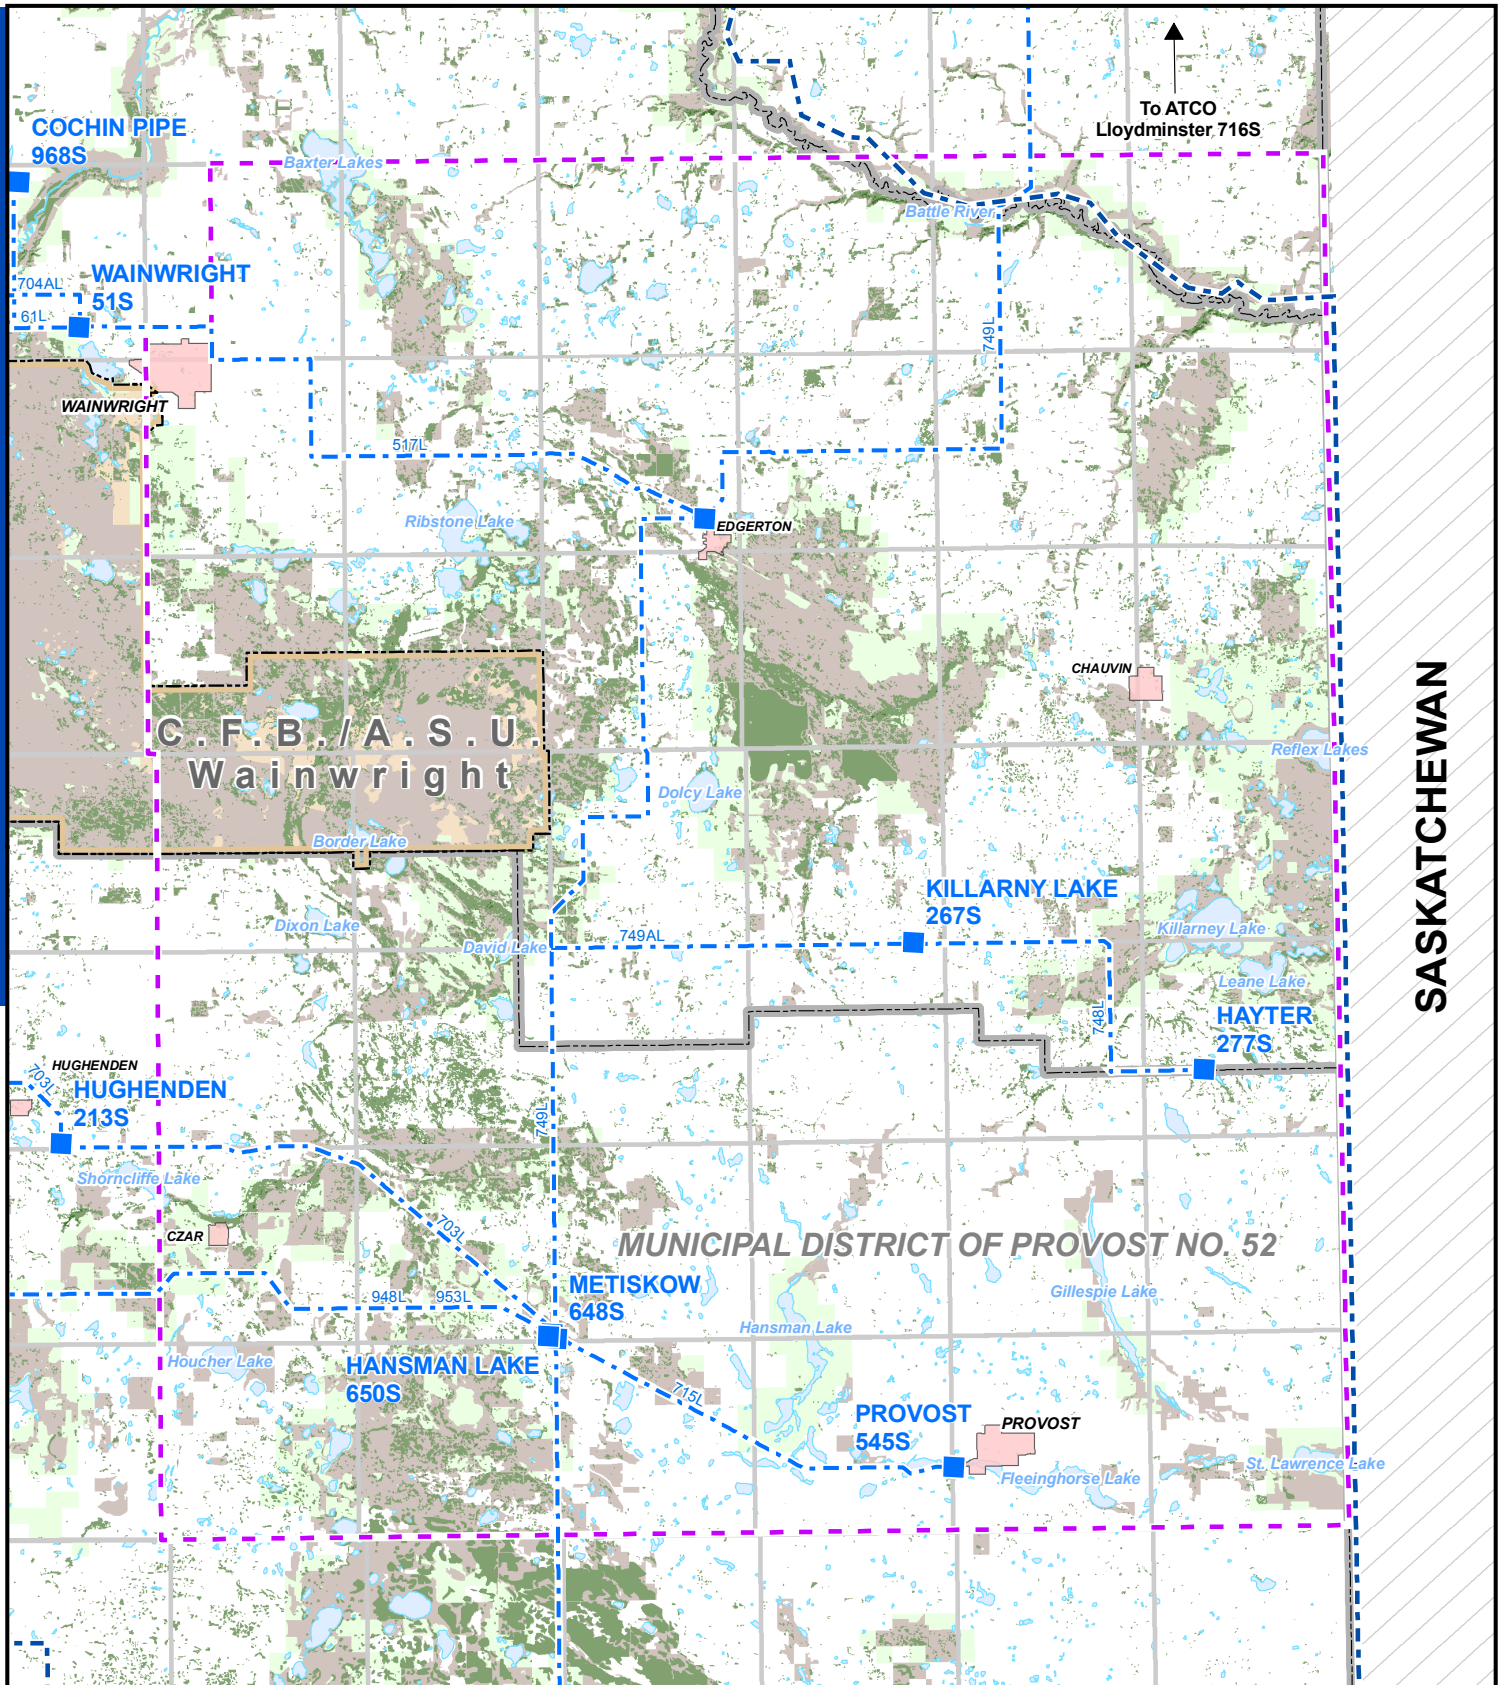 To ATCO
Lloydminster 716S
COCHIN PIPE
968S
Baxter Lakes
Battle River
WAINWRIGHT
51S
704AL
61L
749L
WAINWRIGHT
517L
Ribstone Lake
EDGERTON
CHAUVIN
C.F.B./A.S.U.
Wainwright
Reflex Lakes
SASKATCHEWAN
Dolcy Lake
Border Lake
KILLARNY LAKE
267S
Dixon Lake
David Lake
749AL
Killarney Lake
Leane Lake
748L
HAYTER
277S
HUGHENDEN
703L
HUGHENDEN
213S
749L
Shorncliffe Lake
CZAR
703L
MUNICIPAL DISTRICT OF PROVOST NO. 52
METISKOW
648S
948L
953L
Gillespie Lake
Hansman Lake
Houcher Lake
HANSMAN LAKE
650S
715L
PROVOST
545S
PROVOST
St. Lawrence Lake
Fleeinghorse Lake